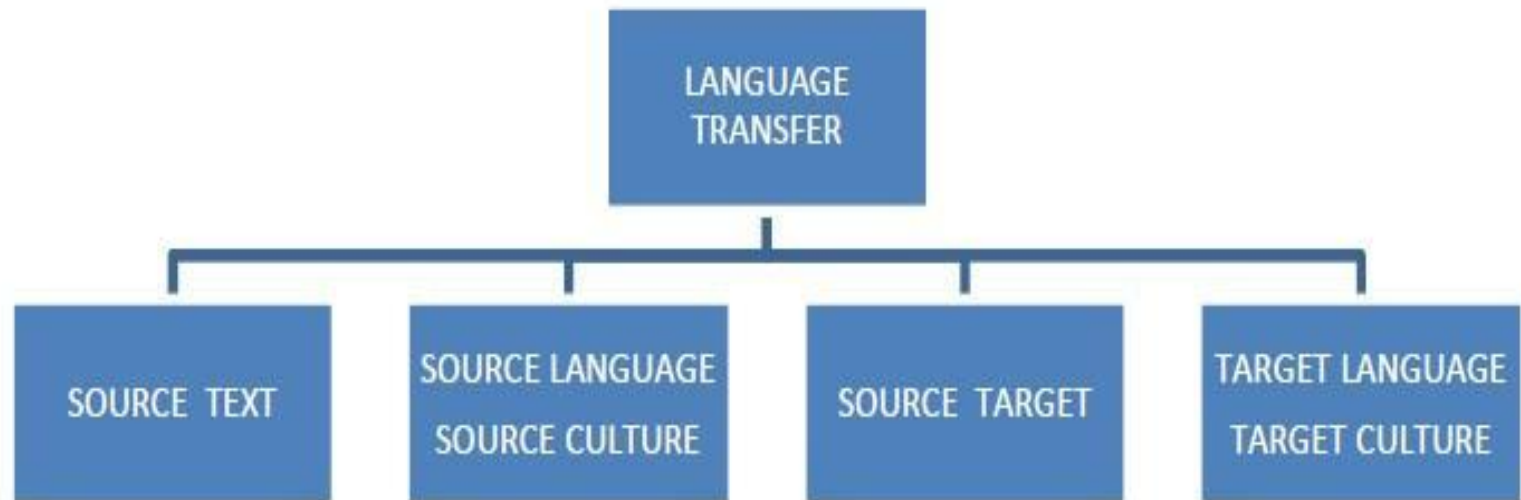 LANGUAGE
TRANSFER
SOURCE TEXT
SOURCE LANGUAGE
SOURCE CULTURE
SOURCE TARGET
TARGET LANGUAGE
TARGET CULTURE